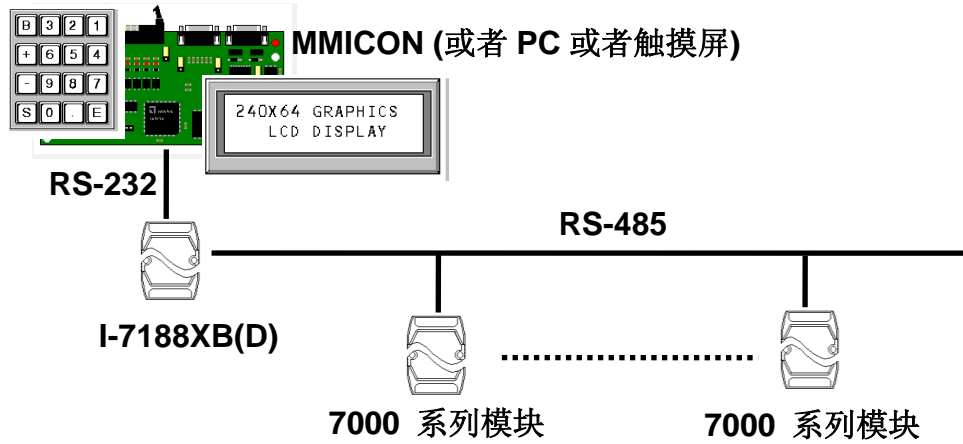 B 3 2 1
+ 6 5 4
- 9 8 7
S 0 . E
MMICON (或者 PC 或者触摸屏)
240X64 GRAPHICS
LCD DISPLAY
RS-232
RS-485
I-7188XB(D)
7000 系列模块
7000 系列模块